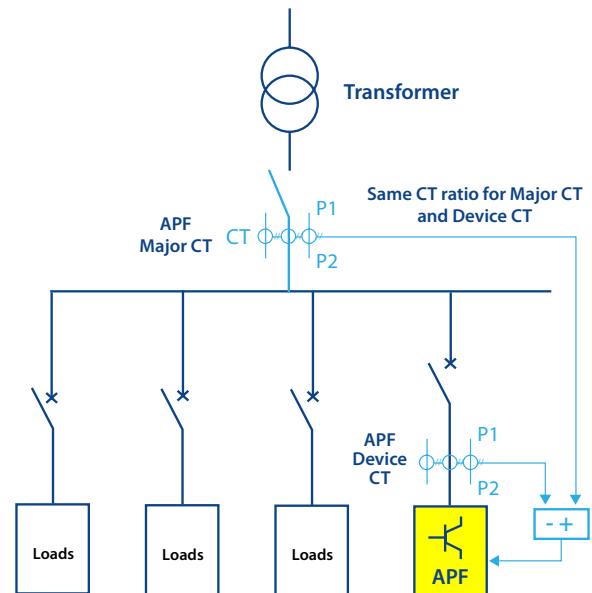 Transformer
Same CT ratio for Major CT
and Device CT
P1
APF
Major CT
CT
P2
P1
APF
Device
CT
P2
- +
Loads
Loads
Loads
APF